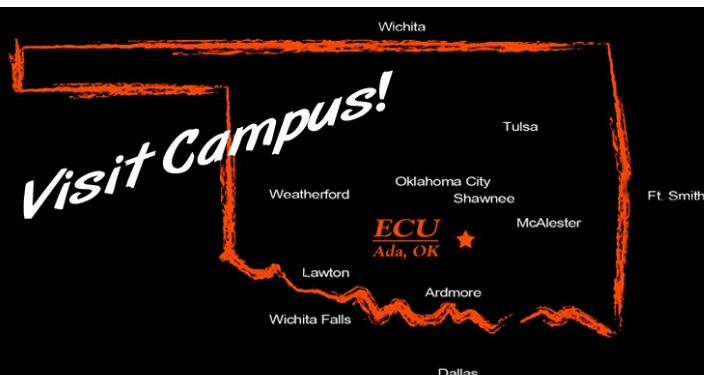 Wichita
Visit Campus!
Tulsa
Oklahoma City
Weatherford
Shawnee
Ft. Smith
McAlester
ECU
Ada, OK
Lawton
Ardmore
Wichita Falls
Dallas